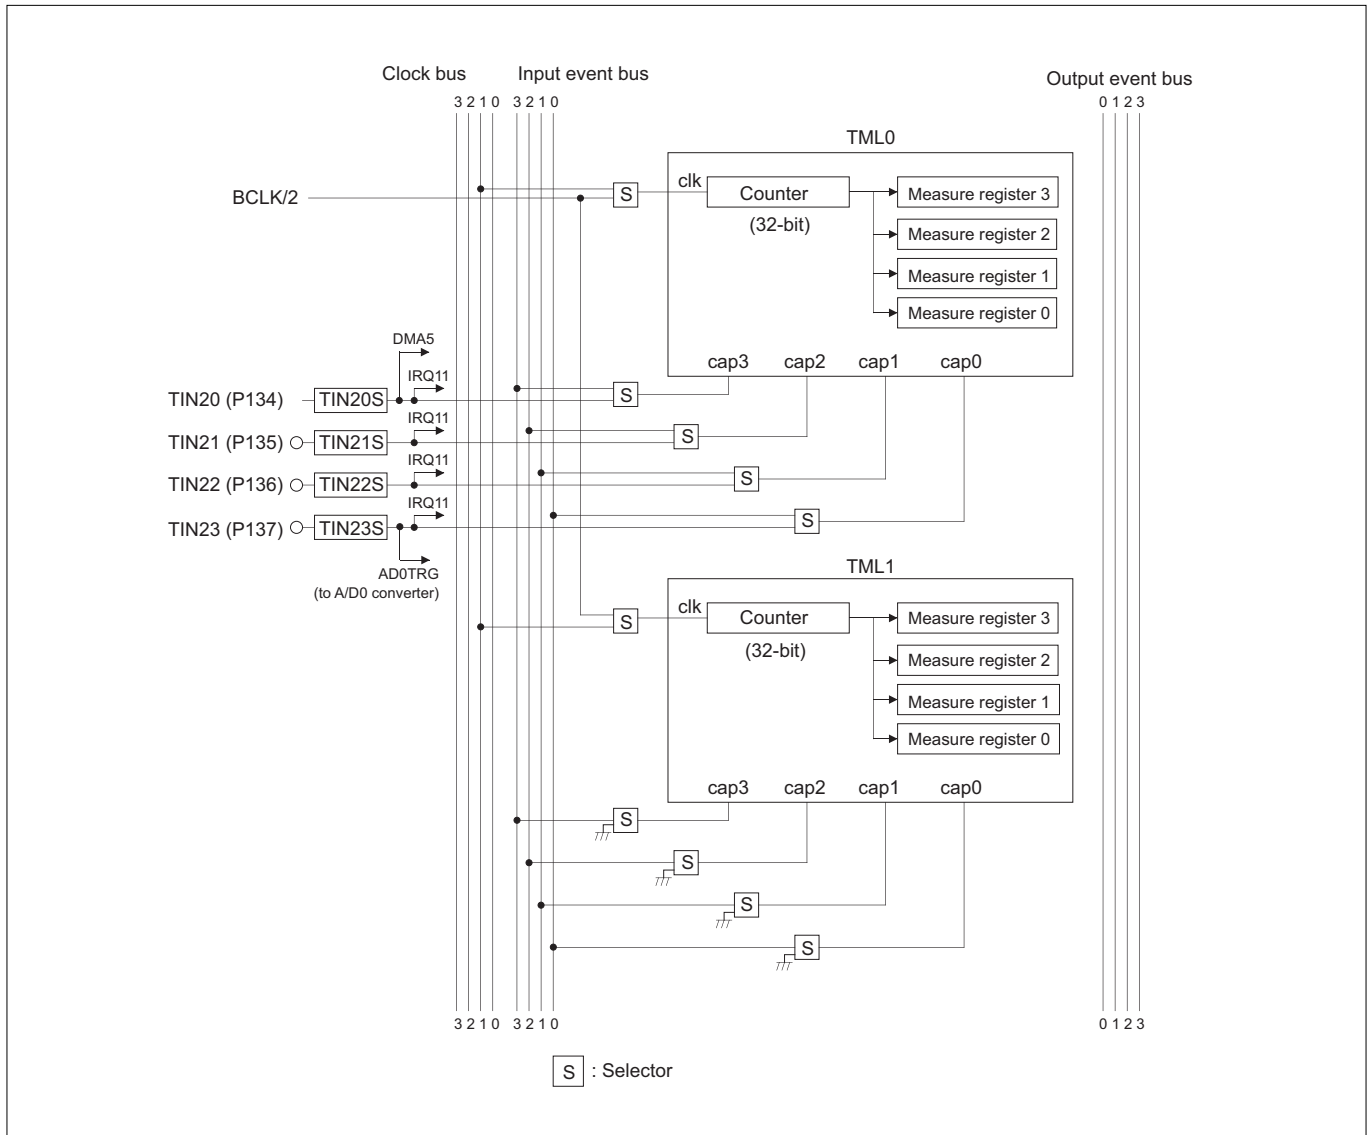 Clock bus
Input event bus
Output event bus
3 2 1 0
3 2 1 0
0 1 2 3
TML0
BCLK/2
S
clk
Counter
(32-bit)
Measure register 3
Measure register 2
Measure register 1
Measure register 0
cap3
cap2
cap1
cap0
DMA5
IRQ11
TIN20 (P134)
TIN20S
S
IRQ11
TIN21 (P135)
TIN21S
S
IRQ11
TIN22 (P136)
TIN22S
S
IRQ11
TIN23 (P137)
TIN23S
S
AD0TRG
(to A/D0 converter)
TML1
S
clk
Counter
(32-bit)
Measure register 3
Measure register 2
Measure register 1
Measure register 0
cap3
cap2
cap1
cap0
S
S
S
S
3 2 1 0
3 2 1 0
0 1 2 3
S : Selector